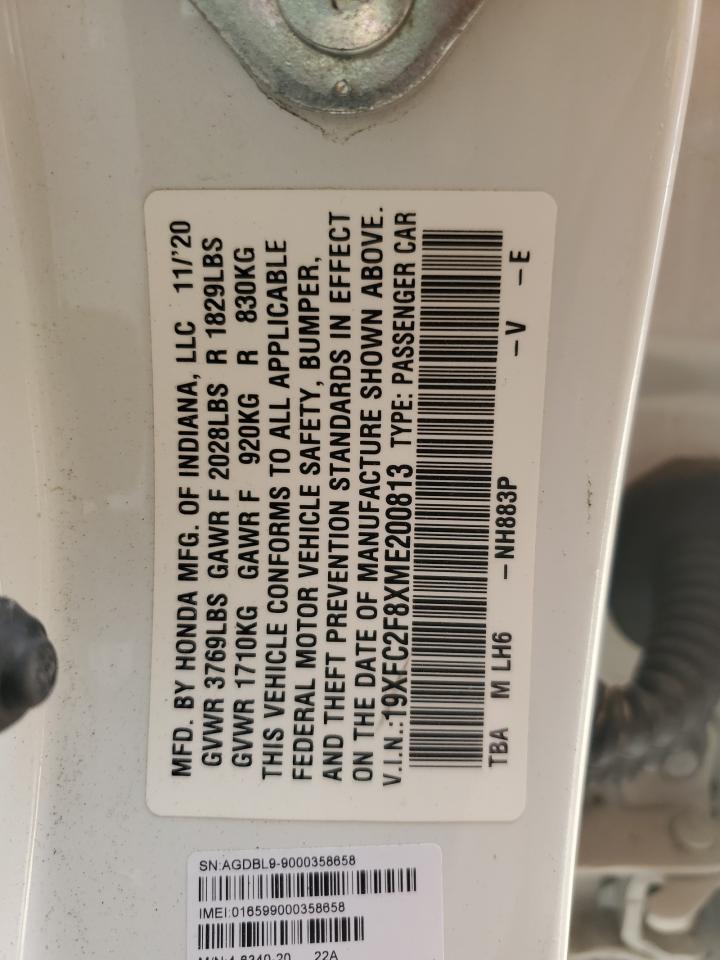 MFD. BY HONDA MFG. OF INDIANA, LLC 11/'20
GVWR 3769LBS GAWR F 2028LBS R 1829LBS
GVWR 1710KG GAWR F 920KG R 830KG
THIS VEHICLE CONFORMS TO ALL APPLICABLE
FEDERAL MOTOR VEHICLE SAFETY, BUMPER,
AND THEFT PREVENTION STANDARDS IN EFFECT
ON THE DATE OF MANUFACTURE SHOWN ABOVE.
V.I.N.:19XFC2F8XME200813 TYPE: PASSENGER CAR
TBA M LH6 –NH883P –V –E
SN:AGDBL9-9000358658
IMEI:016599000358658
22A